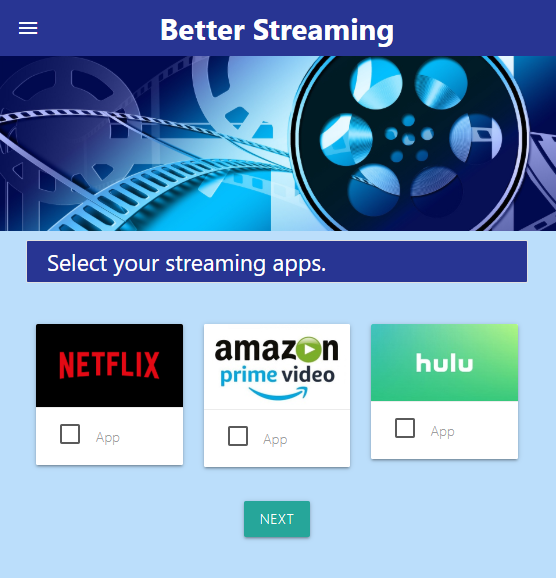 Better Streaming
Select your streaming apps.
NETFLIX
amazon
prime video
hulu
App
App
App
NEXT